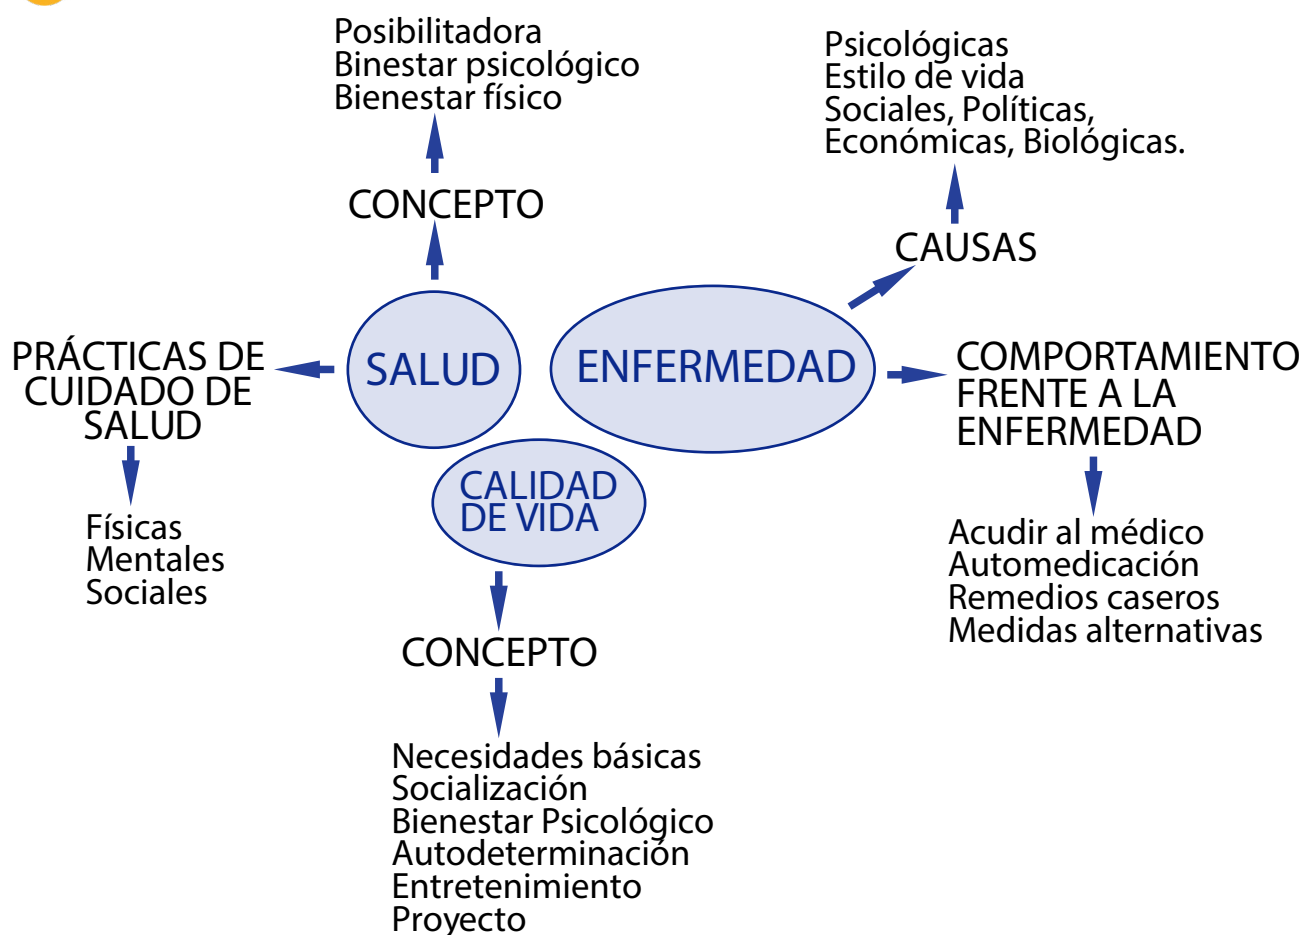 Posibilitadora
Binestar psicológico
Bienestar físico
CONCEPTO
Psicológicas
Estilo de vida
Sociales, Políticas,
Económicas, Biológicas.
CAUSAS
SALUD
ENFERMEDAD
PRÁCTICAS DE
CUIDADO DE
SALUD
Físicas
Mentales
Sociales
COMPORTAMIENTO
FRENTE A LA
ENFERMEDAD
Acudir al médico
Automedicación
Remedios caseros
Medidas alternativas
CALIDAD
DE VIDA
CONCEPTO
Necesidades básicas
Socialización
Bienestar Psicológico
Autodeterminación
Entretenimiento
Proyecto